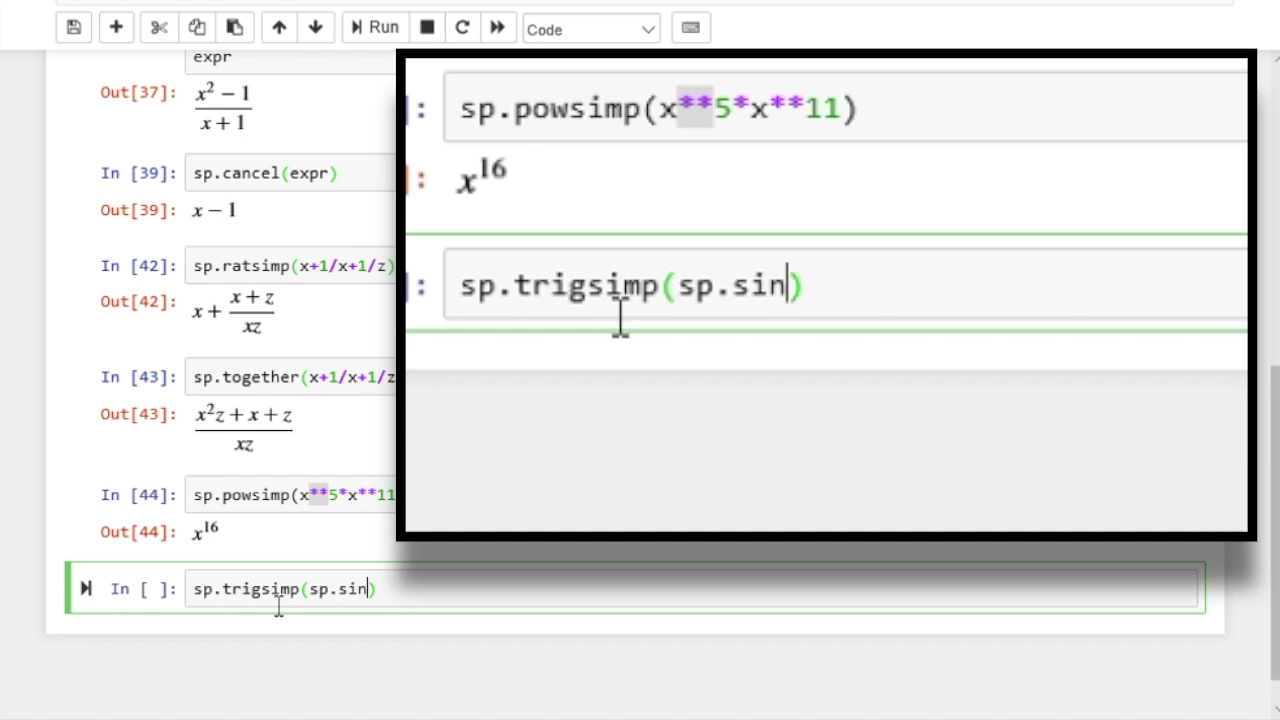 Run
Code
expr
Out[37]:
x² − 1
x + 1
In [39]: sp.cancel(expr)
Out[39]: x − 1
In [42]: sp.ratsimp(x+1/x+1/z)
Out[42]: x + x + z
xz
In [43]: sp.together(x+1/x+1/z
Out[43]: x²z + x + z
xz
In [44]: sp.powsimp(x**5*x**11
Out[44]: x¹⁶
In [ ]: sp.trigsimp(sp.sin)
]: sp.powsimp(x**5*x**11)
]: x¹⁶
]: sp.trigsimp(sp.sin)